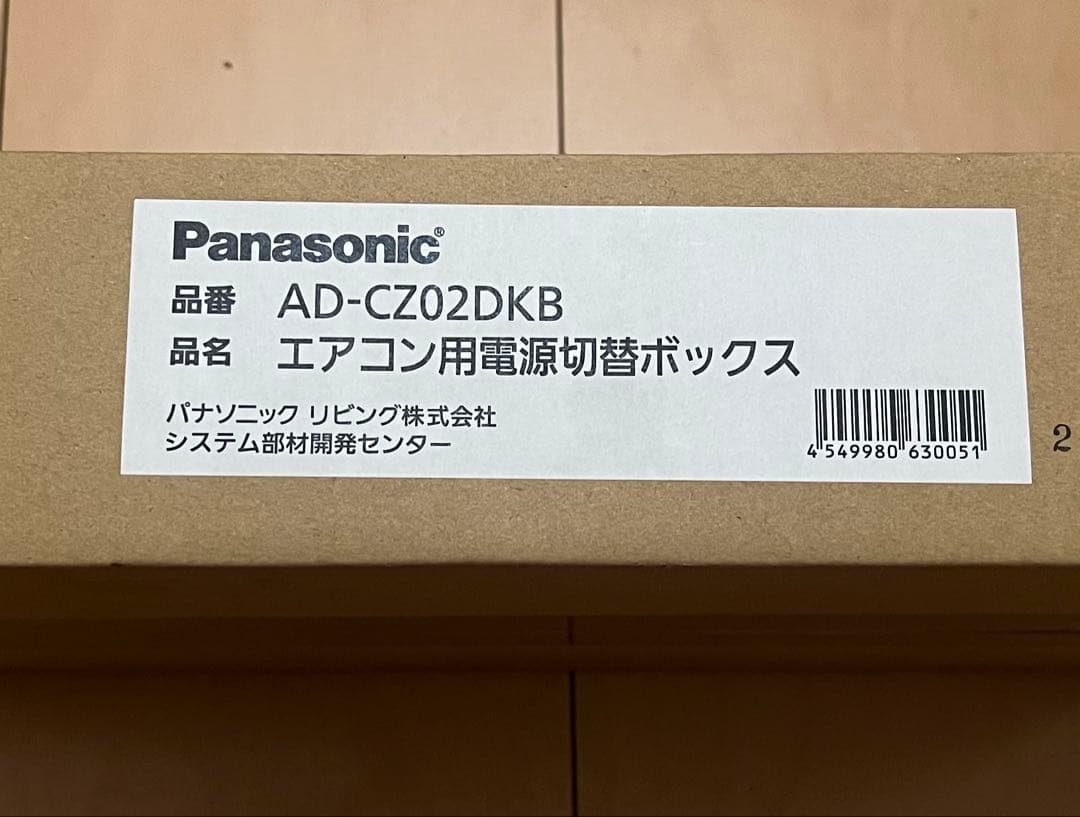 Panasonic®
品番 AD-CZ02DKB
品名 エアコン用電源切替ボックス
パナソニック リビング株式会社
システム部材開発センター
4 549980 630051
2